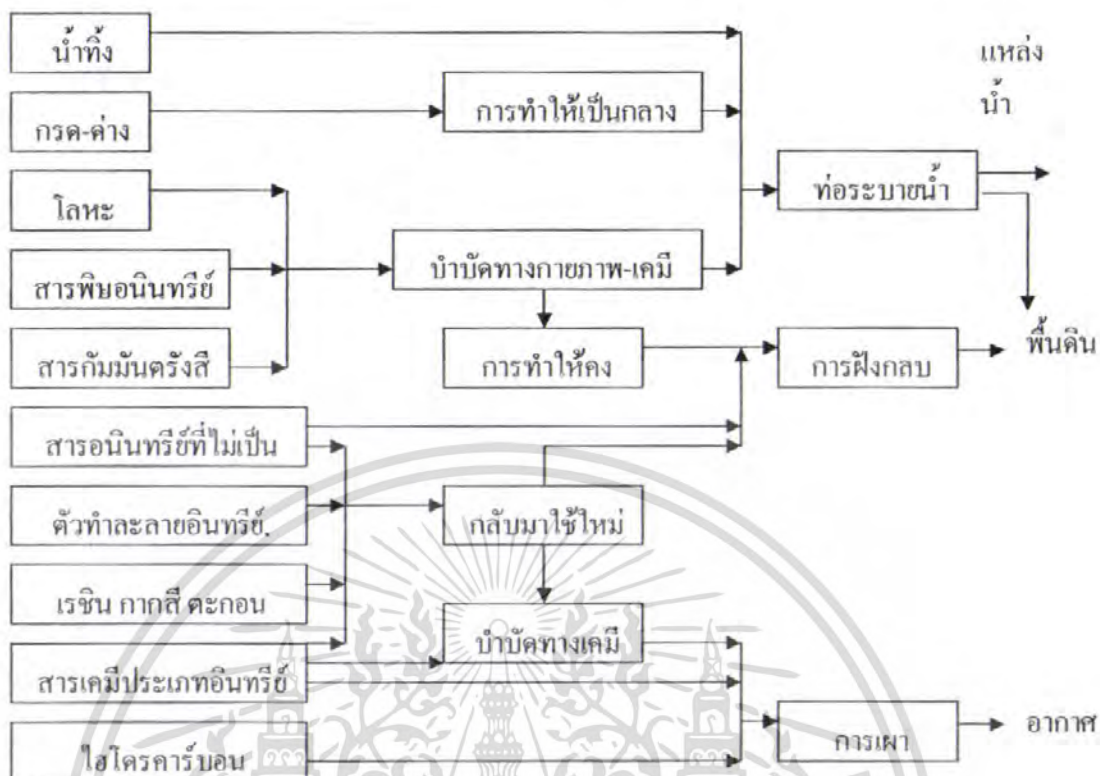 น้ำทิ้ง
แหล่ง
น้ำ
กรด-ด่าง
การทำให้เป็นกลาง
โลหะ
ท่อระบายน้ำ
สารพิษอนินทรีย์
บำบัดทางกายภาพ-เคมี
สารกัมมันตรังสี
การทำให้คง
การฝังกลบ
พื้นดิน
สารอนินทรีย์ที่ไม่เป็น
ตัวทำละลายอินทรีย์.
กลับมาใช้ใหม่
เรซิน กากสี ตะกอน
บำบัดทางเคมี
สารเคมีประเภทอินทรีย์
ไฮโดรคาร์บอน
การเผา
อากาศ